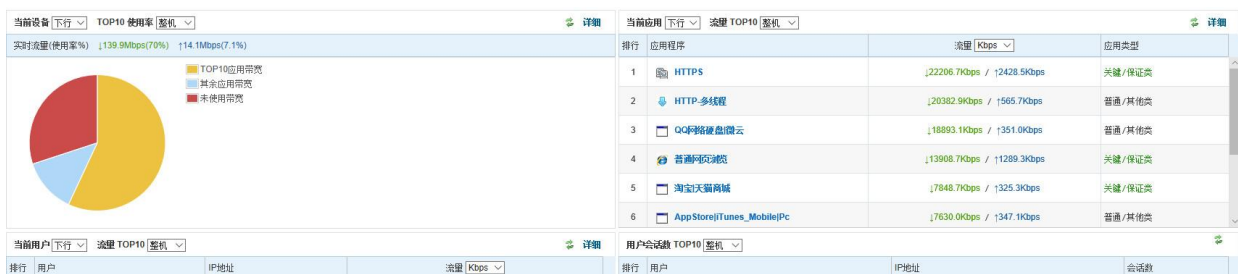 当前设备 下行 TOP10 使用率 整机 详细
实时流量(使用率%) ↓139.9Mbps(70%) ↑14.1Mbps(7.1%)
TOP10应用带宽
其余应用带宽
未使用带宽
当前应用 下行 流量 TOP10 整机 详细
排行 应用程序 流量 Kbps 应用类型
1 HTTPS ↓22206.7Kbps / ↑2428.5Kbps 关键/保证类
2 HTTP-多线程 ↓20382.9Kbps / ↑565.7Kbps 普通/其他类
3 QQ网络硬盘|微云 ↓18893.1Kbps / ↑351.0Kbps 普通/其他类
4 普通网页浏览 ↓13908.7Kbps / ↑1289.3Kbps 关键/保证类
5 淘宝|天猫商城 ↓7848.7Kbps / ↑325.3Kbps 关键/保证类
6 AppStore|iTunes_Mobile|Pc ↓7630.0Kbps / ↑347.1Kbps 普通/其他类
当前用户 下行 流量 TOP10 整机 详细
排行 用户 IP地址 流量 Kbps
用户会话数 TOP10 整机
排行 用户 IP地址 会话数